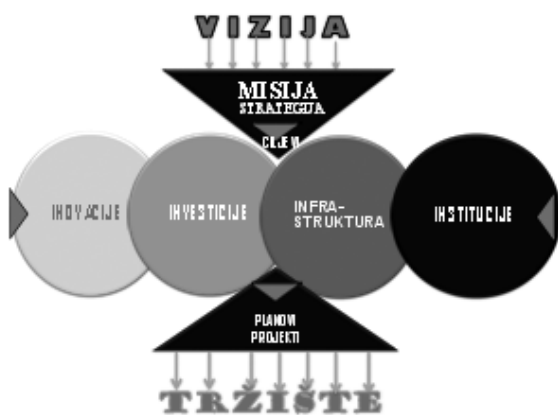 VIZIJA
MISIJA
STRATEGIJA
CILJEVI
INOVACIJE
INVESTICIJE
INFRA-
STRUKTURA
INSTITUCIJE
PLANOVI
PROJEKTI
TRŽIŠTE